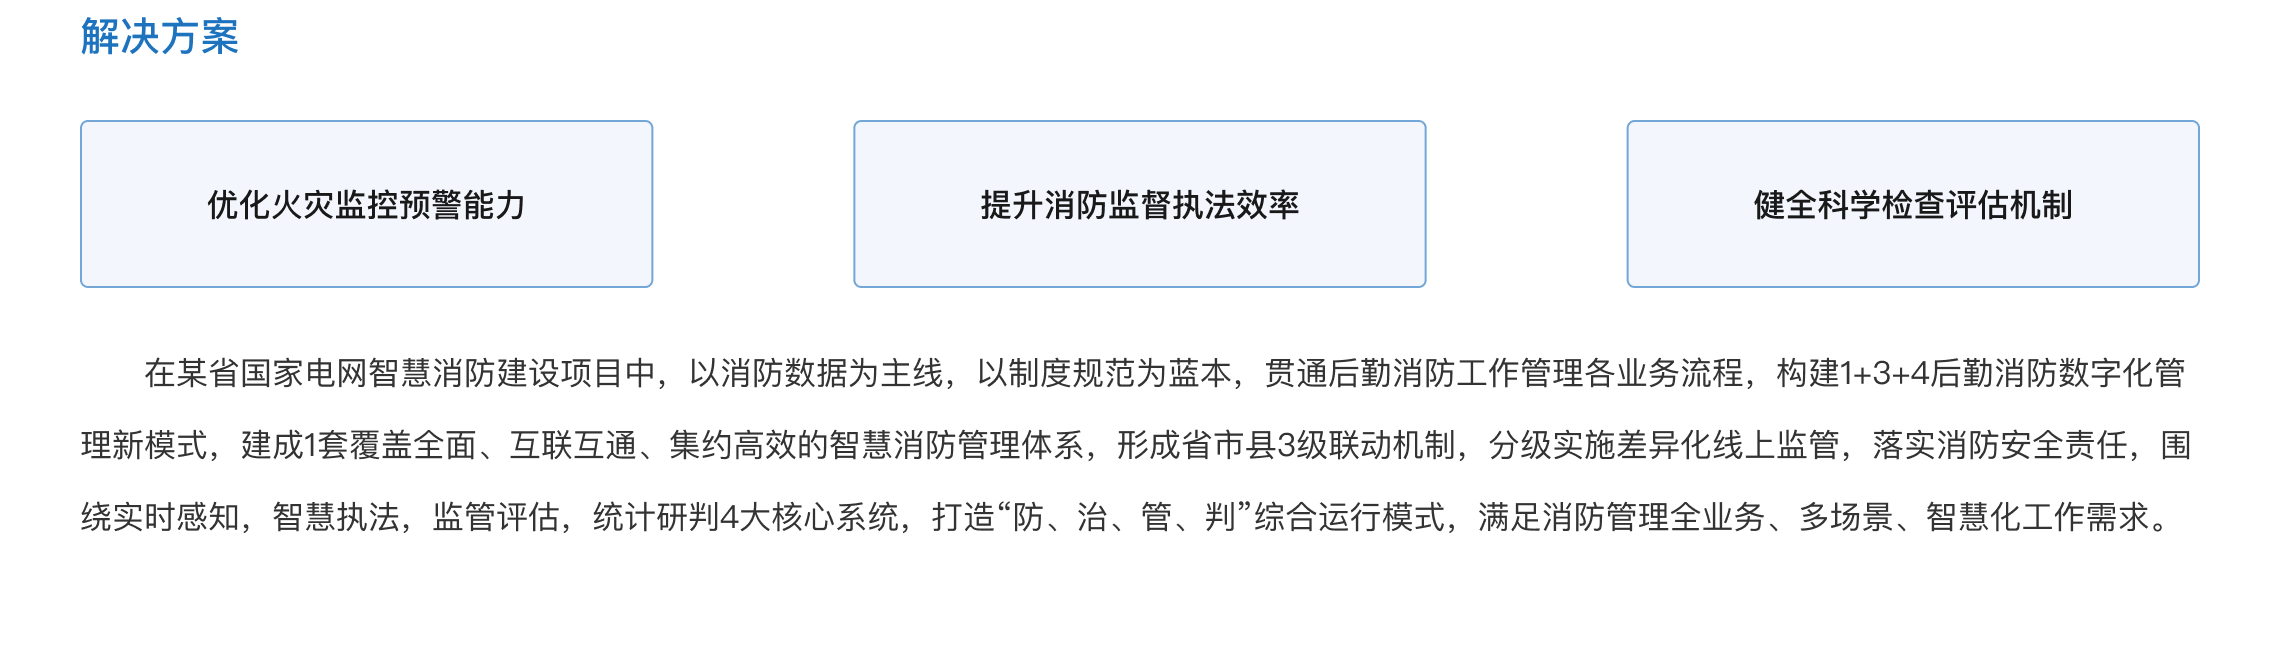 解决方案
优化火灾监控预警能力
提升消防监督执法效率
健全科学检查评估机制
在某省国家电网智慧消防建设项目中，以消防数据为主线，以制度规范为蓝本，贯通后勤消防工作管理各业务流程，构建1+3+4后勤消防数字化管
理新模式，建成1套覆盖全面、互联互通、集约高效的智慧消防管理体系，形成省市县3级联动机制，分级实施差异化线上监管，落实消防安全责任，围
绕实时感知，智慧执法，监管评估，统计研判4大核心系统，打造“防、治、管、判”综合运行模式，满足消防管理全业务、多场景、智慧化工作需求。